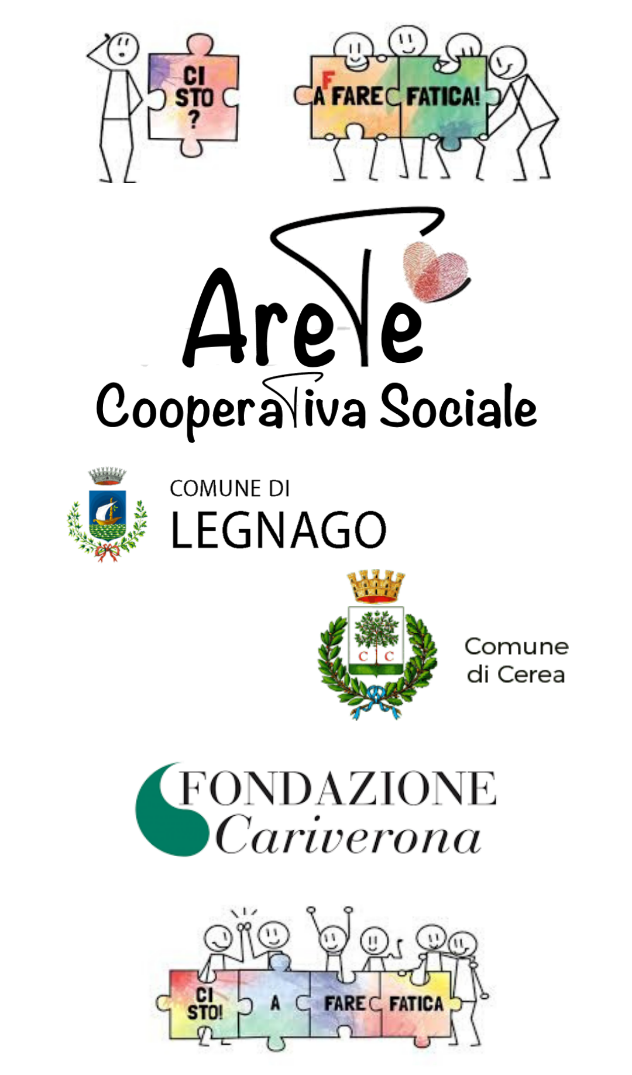 CI
STO
?
F
A FARE FATICA!
AreTe
CooperaTiva Sociale
COMUNE DI
LEGNAGO
C C
Comune
di Cerea
FONDAZIONE
Cariverona
CI
STO!
A
FARE
FATICA